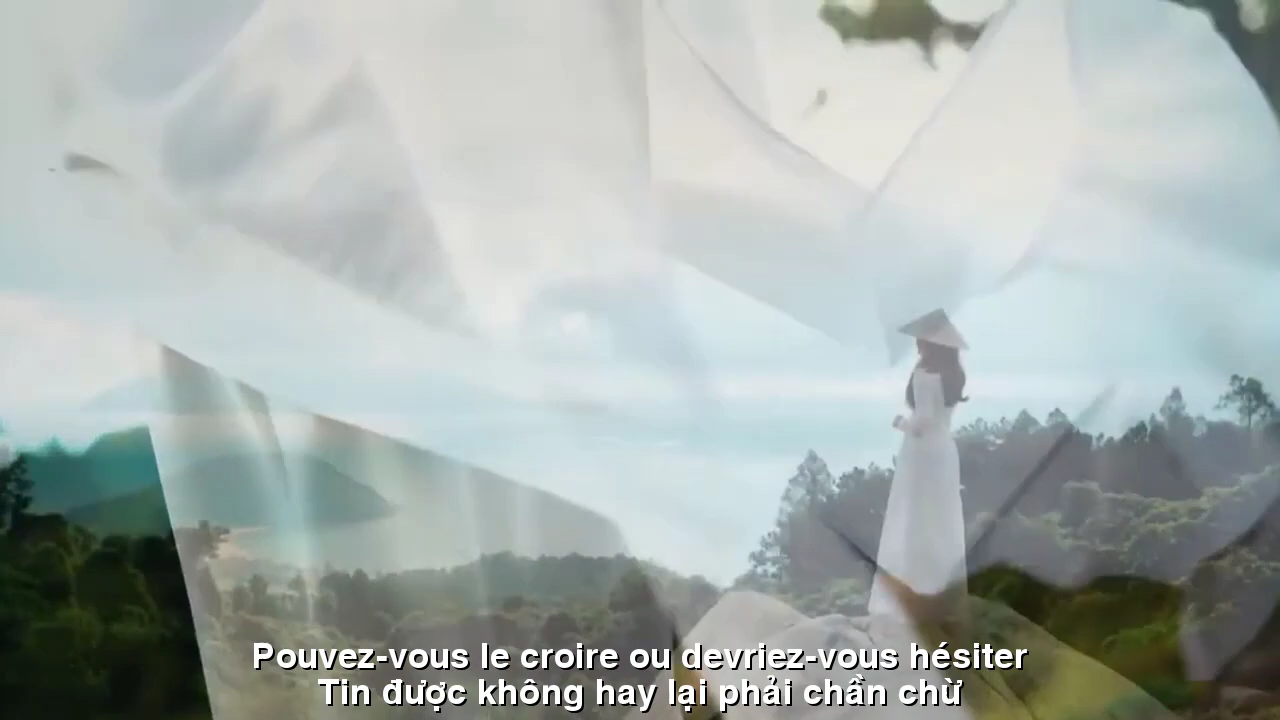 Pouvez-vous le croire ou devriez-vous hésiter
Tin được không hay lại phải chần chừ